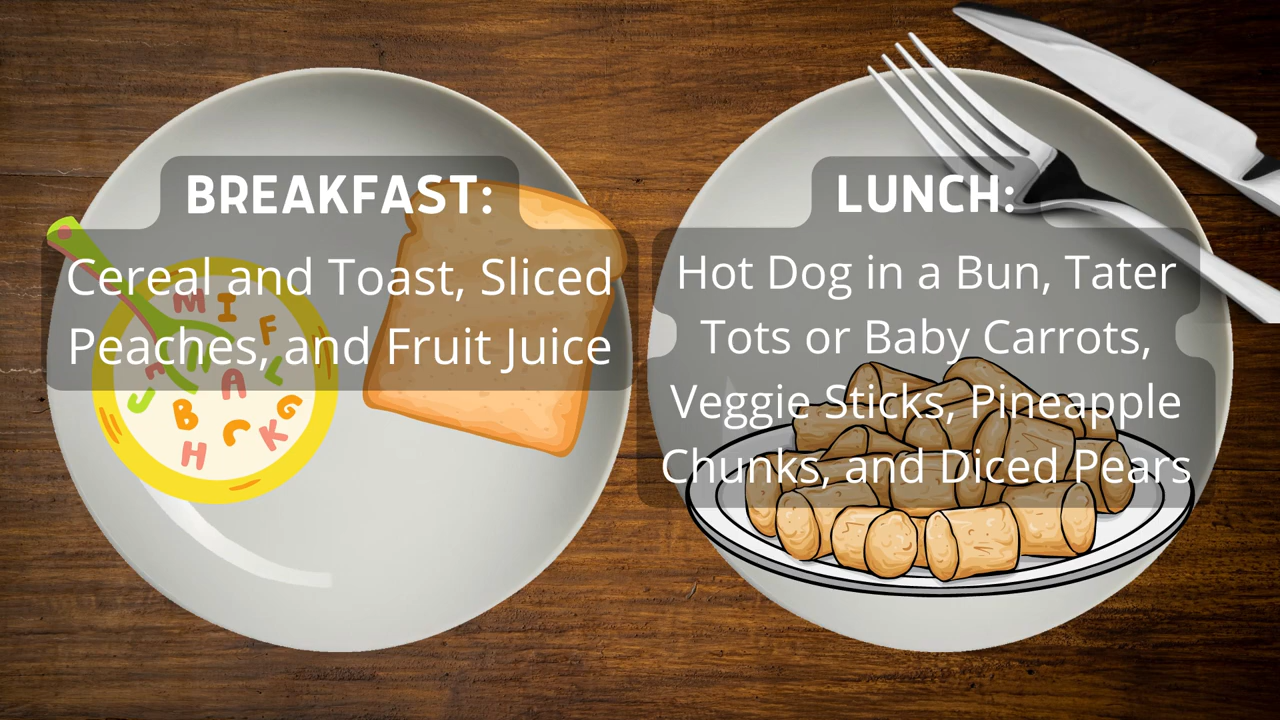 BREAKFAST:
Cereal and Toast, Sliced
Peaches, and Fruit Juice
LUNCH:
Hot Dog in a Bun, Tater
Tots or Baby Carrots,
Veggie Sticks, Pineapple
Chunks, and Diced Pears
M I F
A L
B C G
H K